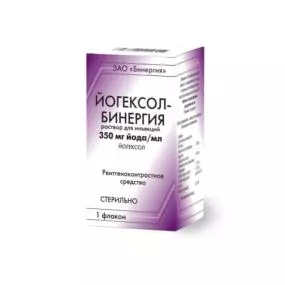 ЗАО «Бинергия»
ЙОГЕКСОЛ-
БИНЕРГИЯ
раствор для инъекций
350 мг йода/мл
ЙОГЕКСОЛ
Рентгеноконтрастное
средство
СТЕРИЛЬНО
1 флакон